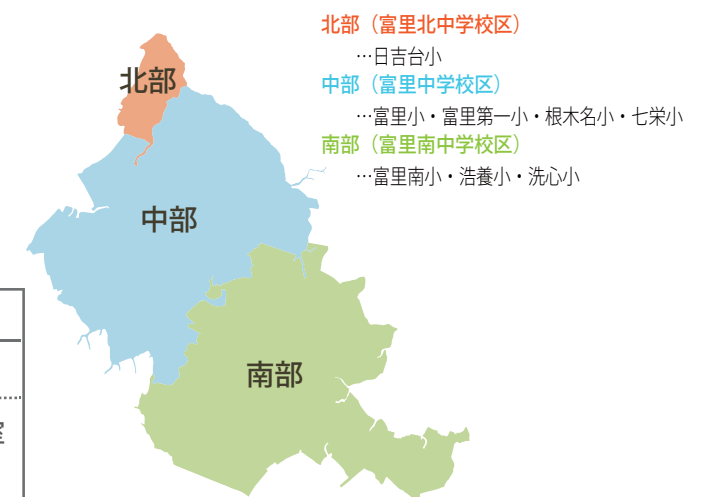 北部（富里北中学校区）
…日吉台小
中部（富里中学校区）
…富里小・富里第一小・根木名小・七栄小
南部（富里南中学校区）
…富里南小・浩養小・洗心小
北部
中部
南部